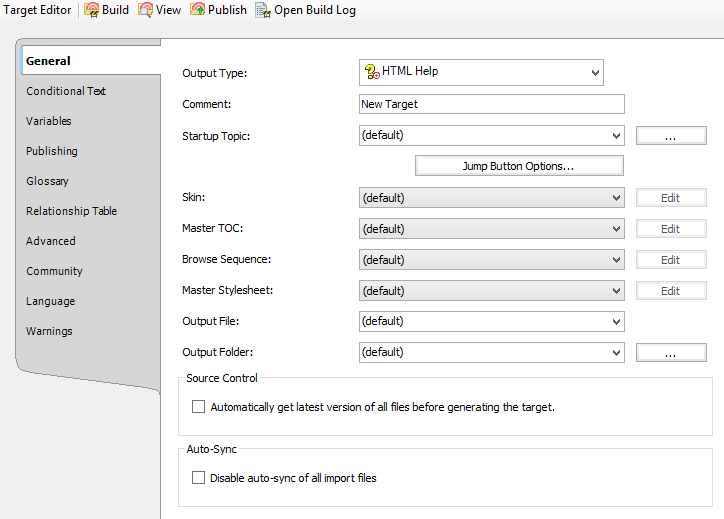 Target Editor Build View Publish Open Build Log
General
Conditional Text
Variables
Publishing
Glossary
Relationship Table
Advanced
Community
Language
Warnings
Output Type: HTML Help
Comment: New Target
Startup Topic: (default) ...
Jump Button Options...
Skin: (default) Edit
Master TOC: (default) Edit
Browse Sequence: (default) Edit
Master Stylesheet: (default) Edit
Output File: (default)
Output Folder: (default) ...
Source Control
Automatically get latest version of all files before generating the target.
Auto-Sync
Disable auto-sync of all import files